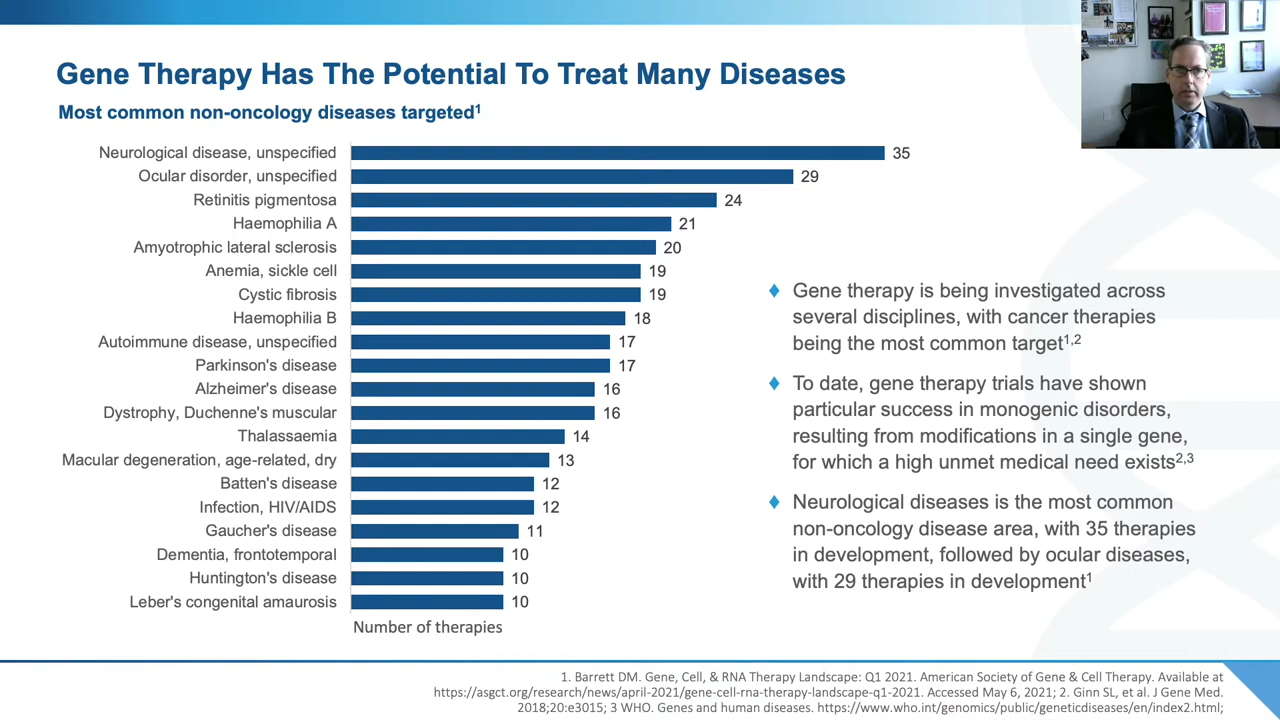 Gene Therapy Has The Potential To Treat Many Diseases
Most common non-oncology diseases targeted¹
Neurological disease, unspecified 35
Ocular disorder, unspecified 29
Retinitis pigmentosa 24
Haemophilia A 21
Amyotrophic lateral sclerosis 20
Anemia, sickle cell 19
Cystic fibrosis 19
Haemophilia B 18
Autoimmune disease, unspecified 17
Parkinson's disease 17
Alzheimer's disease 16
Dystrophy, Duchenne's muscular 16
Thalassaemia 14
Macular degeneration, age-related, dry 13
Batten's disease 12
Infection, HIV/AIDS 12
Gaucher's disease 11
Dementia, frontotemporal 10
Huntington's disease 10
Leber's congenital amaurosis 10
Number of therapies
♦ Gene therapy is being investigated across
several disciplines, with cancer therapies
being the most common target¹,²
♦ To date, gene therapy trials have shown
particular success in monogenic disorders,
resulting from modifications in a single gene,
for which a high unmet medical need exists²,³
♦ Neurological diseases is the most common
non-oncology disease area, with 35 therapies
in development, followed by ocular diseases,
with 29 therapies in development¹
1. Barrett DM. Gene, Cell, & RNA Therapy Landscape: Q1 2021. American Society of Gene & Cell Therapy. Available at
https://asgct.org/research/news/april-2021/gene-cell-rna-therapy-landscape-q1-2021. Accessed May 6, 2021; 2. Ginn SL, et al. J Gene Med.
2018;20:e3015; 3 WHO. Genes and human diseases. https://www.who.int/genomics/public/geneticdiseases/en/index2.html;